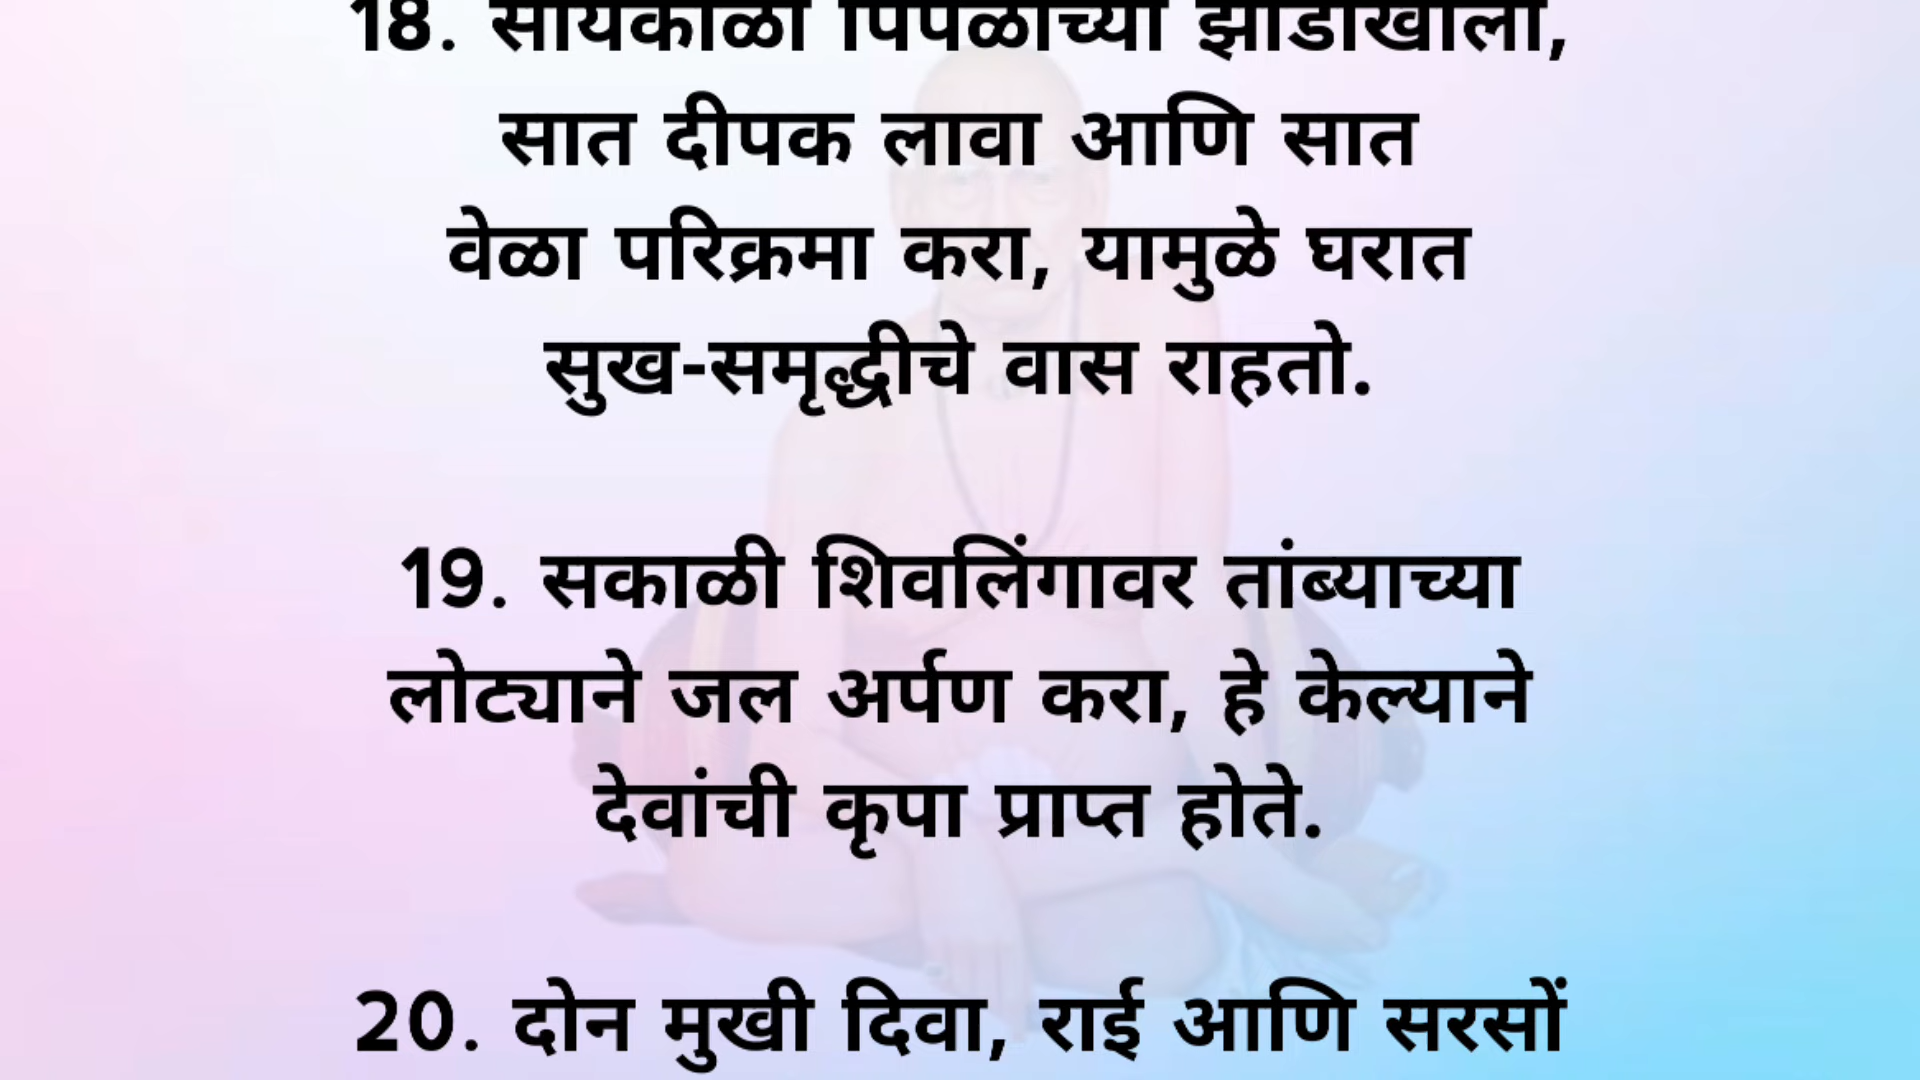 18. सायंकाळी पिंपळाच्या झाडाखाली,
सात दीपक लावा आणि सात
वेळा परिक्रमा करा, यामुळे घरात
सुख-समृद्धीचे वास राहतो.
19. सकाळी शिवलिंगावर तांब्याच्या
लोट्याने जल अर्पण करा, हे केल्याने
देवांची कृपा प्राप्त होते.
20. दोन मुखी दिवा, राई आणि सरसों